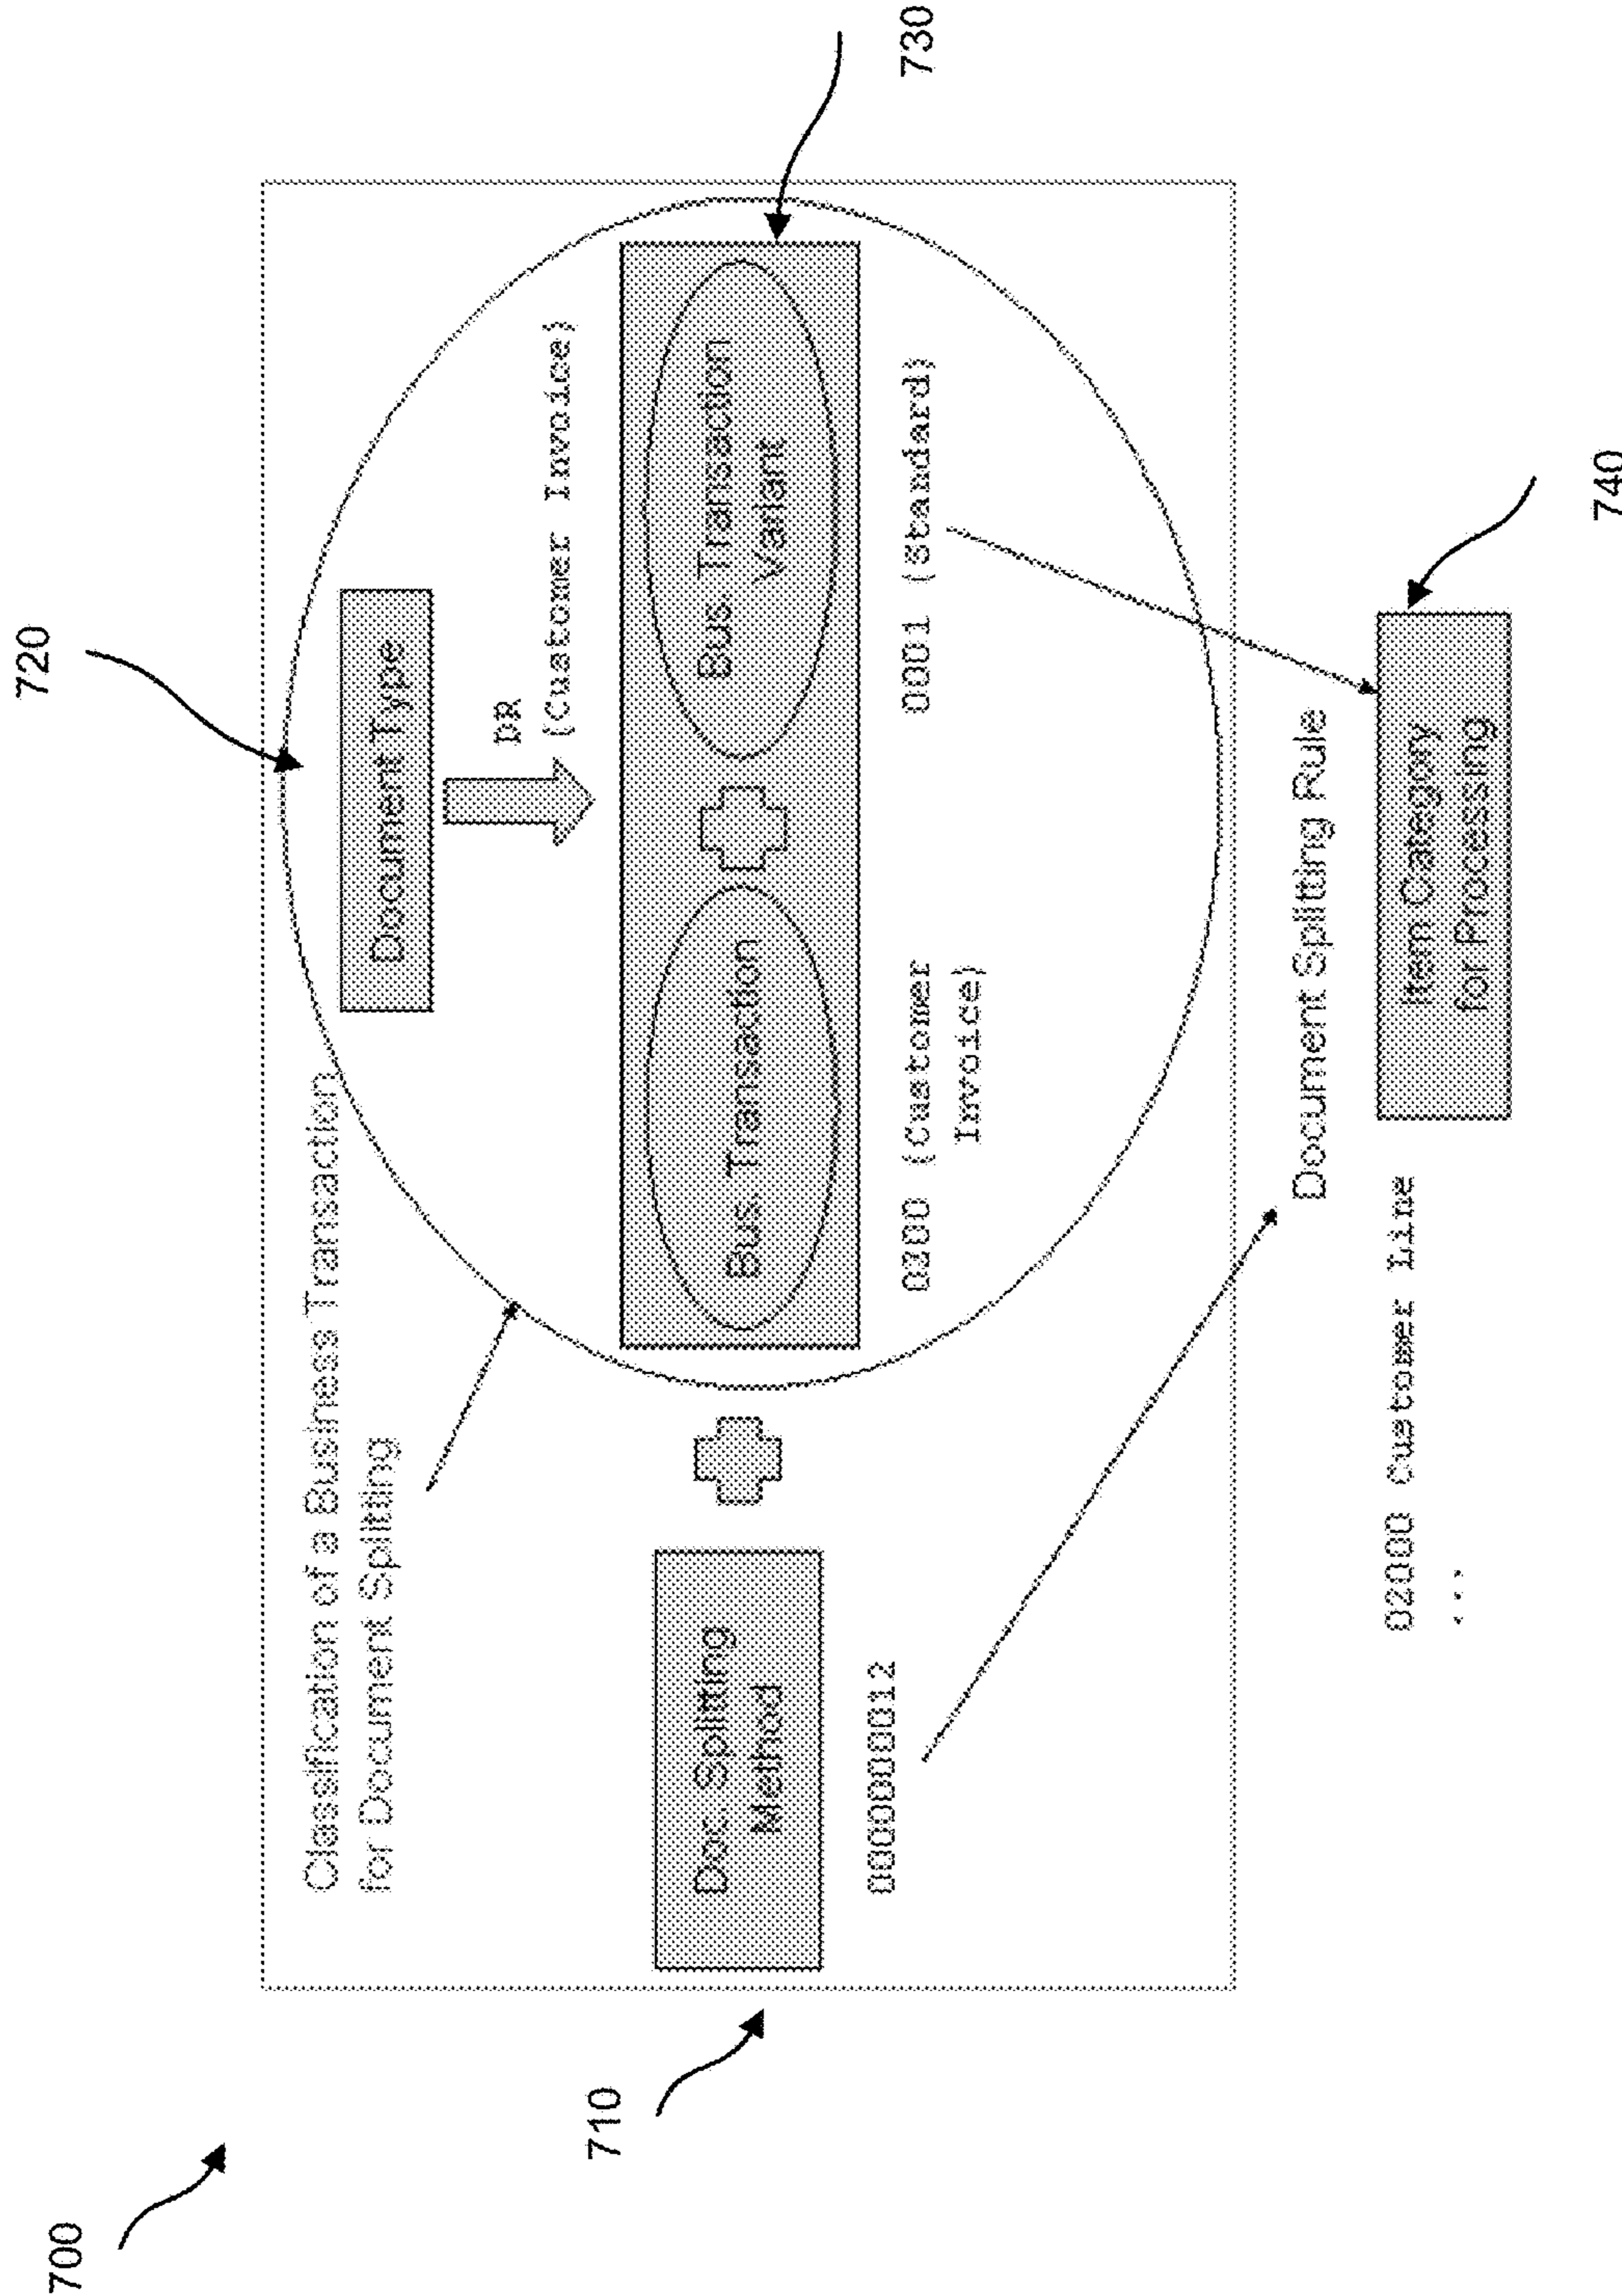 700
710
720
730
740
Classification of a Business Transaction
for Document Splitting
Document Type
DR
(Customer Invoice)
Doc. Splitting
Method
Bus. Transaction
Bus. Transaction
Variant
0000000012
0200 (Customer
Invoice)
0001 (Standard)
Document Splitting Rule
02000 Customer Line
...
Item Category
for Processing